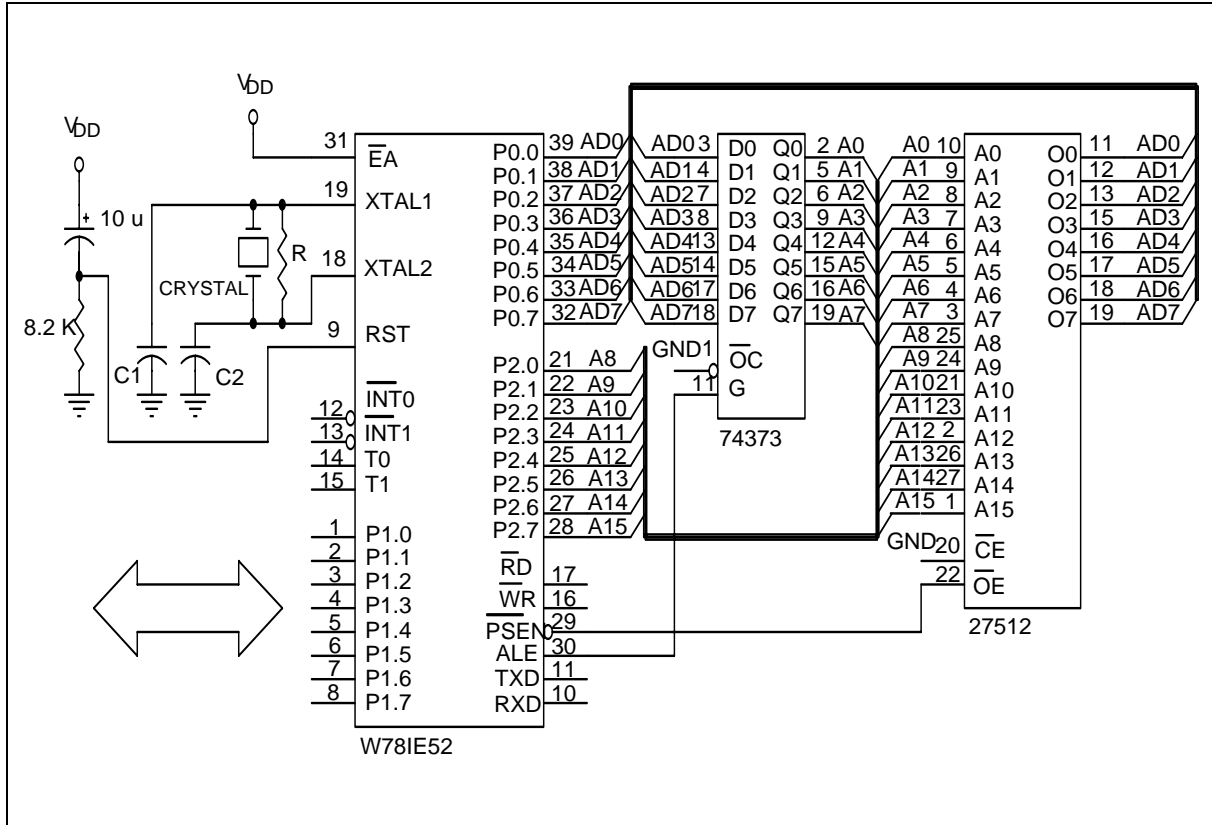 VDD
VDD
10 u
8.2 K
C1
C2
CRYSTAL
R
31 EA
19 XTAL1
18 XTAL2
9 RST
12 INT0
13 INT1
14 T0
15 T1
1 P1.0
2 P1.1
3 P1.2
4 P1.3
5 P1.4
6 P1.5
7 P1.6
8 P1.7
P0.0 39 AD0
P0.1 38 AD1
P0.2 37 AD2
P0.3 36 AD3
P0.4 35 AD4
P0.5 34 AD5
P0.6 33 AD6
P0.7 32 AD7
P2.0 21 A8
P2.1 22 A9
P2.2 23 A10
P2.3 24 A11
P2.4 25 A12
P2.5 26 A13
P2.6 27 A14
P2.7 28 A15
RD 17
WR 16
PSEN 29
ALE 30
TXD 11
RXD 10
W78IE52
AD0 3 D0 Q0 2 A0
AD1 4 D1 Q1 5 A1
AD2 7 D2 Q2 6 A2
AD3 8 D3 Q3 9 A3
AD4 13 D4 Q4 12 A4
AD5 14 D5 Q5 15 A5
AD6 17 D6 Q6 16 A6
AD7 18 D7 Q7 19 A7
GND 1 OC
11 G
74373
A0 10 A0 O0 11 AD0
A1 9 A1 O1 12 AD1
A2 8 A2 O2 13 AD2
A3 7 A3 O3 15 AD3
A4 6 A4 O4 16 AD4
A5 5 A5 O5 17 AD5
A6 4 A6 O6 18 AD6
A7 3 A7 O7 19 AD7
A8 25 A8
A9 24 A9
A10 21 A10
A11 23 A11
A12 2 A12
A13 26 A13
A14 27 A14
A15 1 A15
GND 20 CE
22 OE
27512